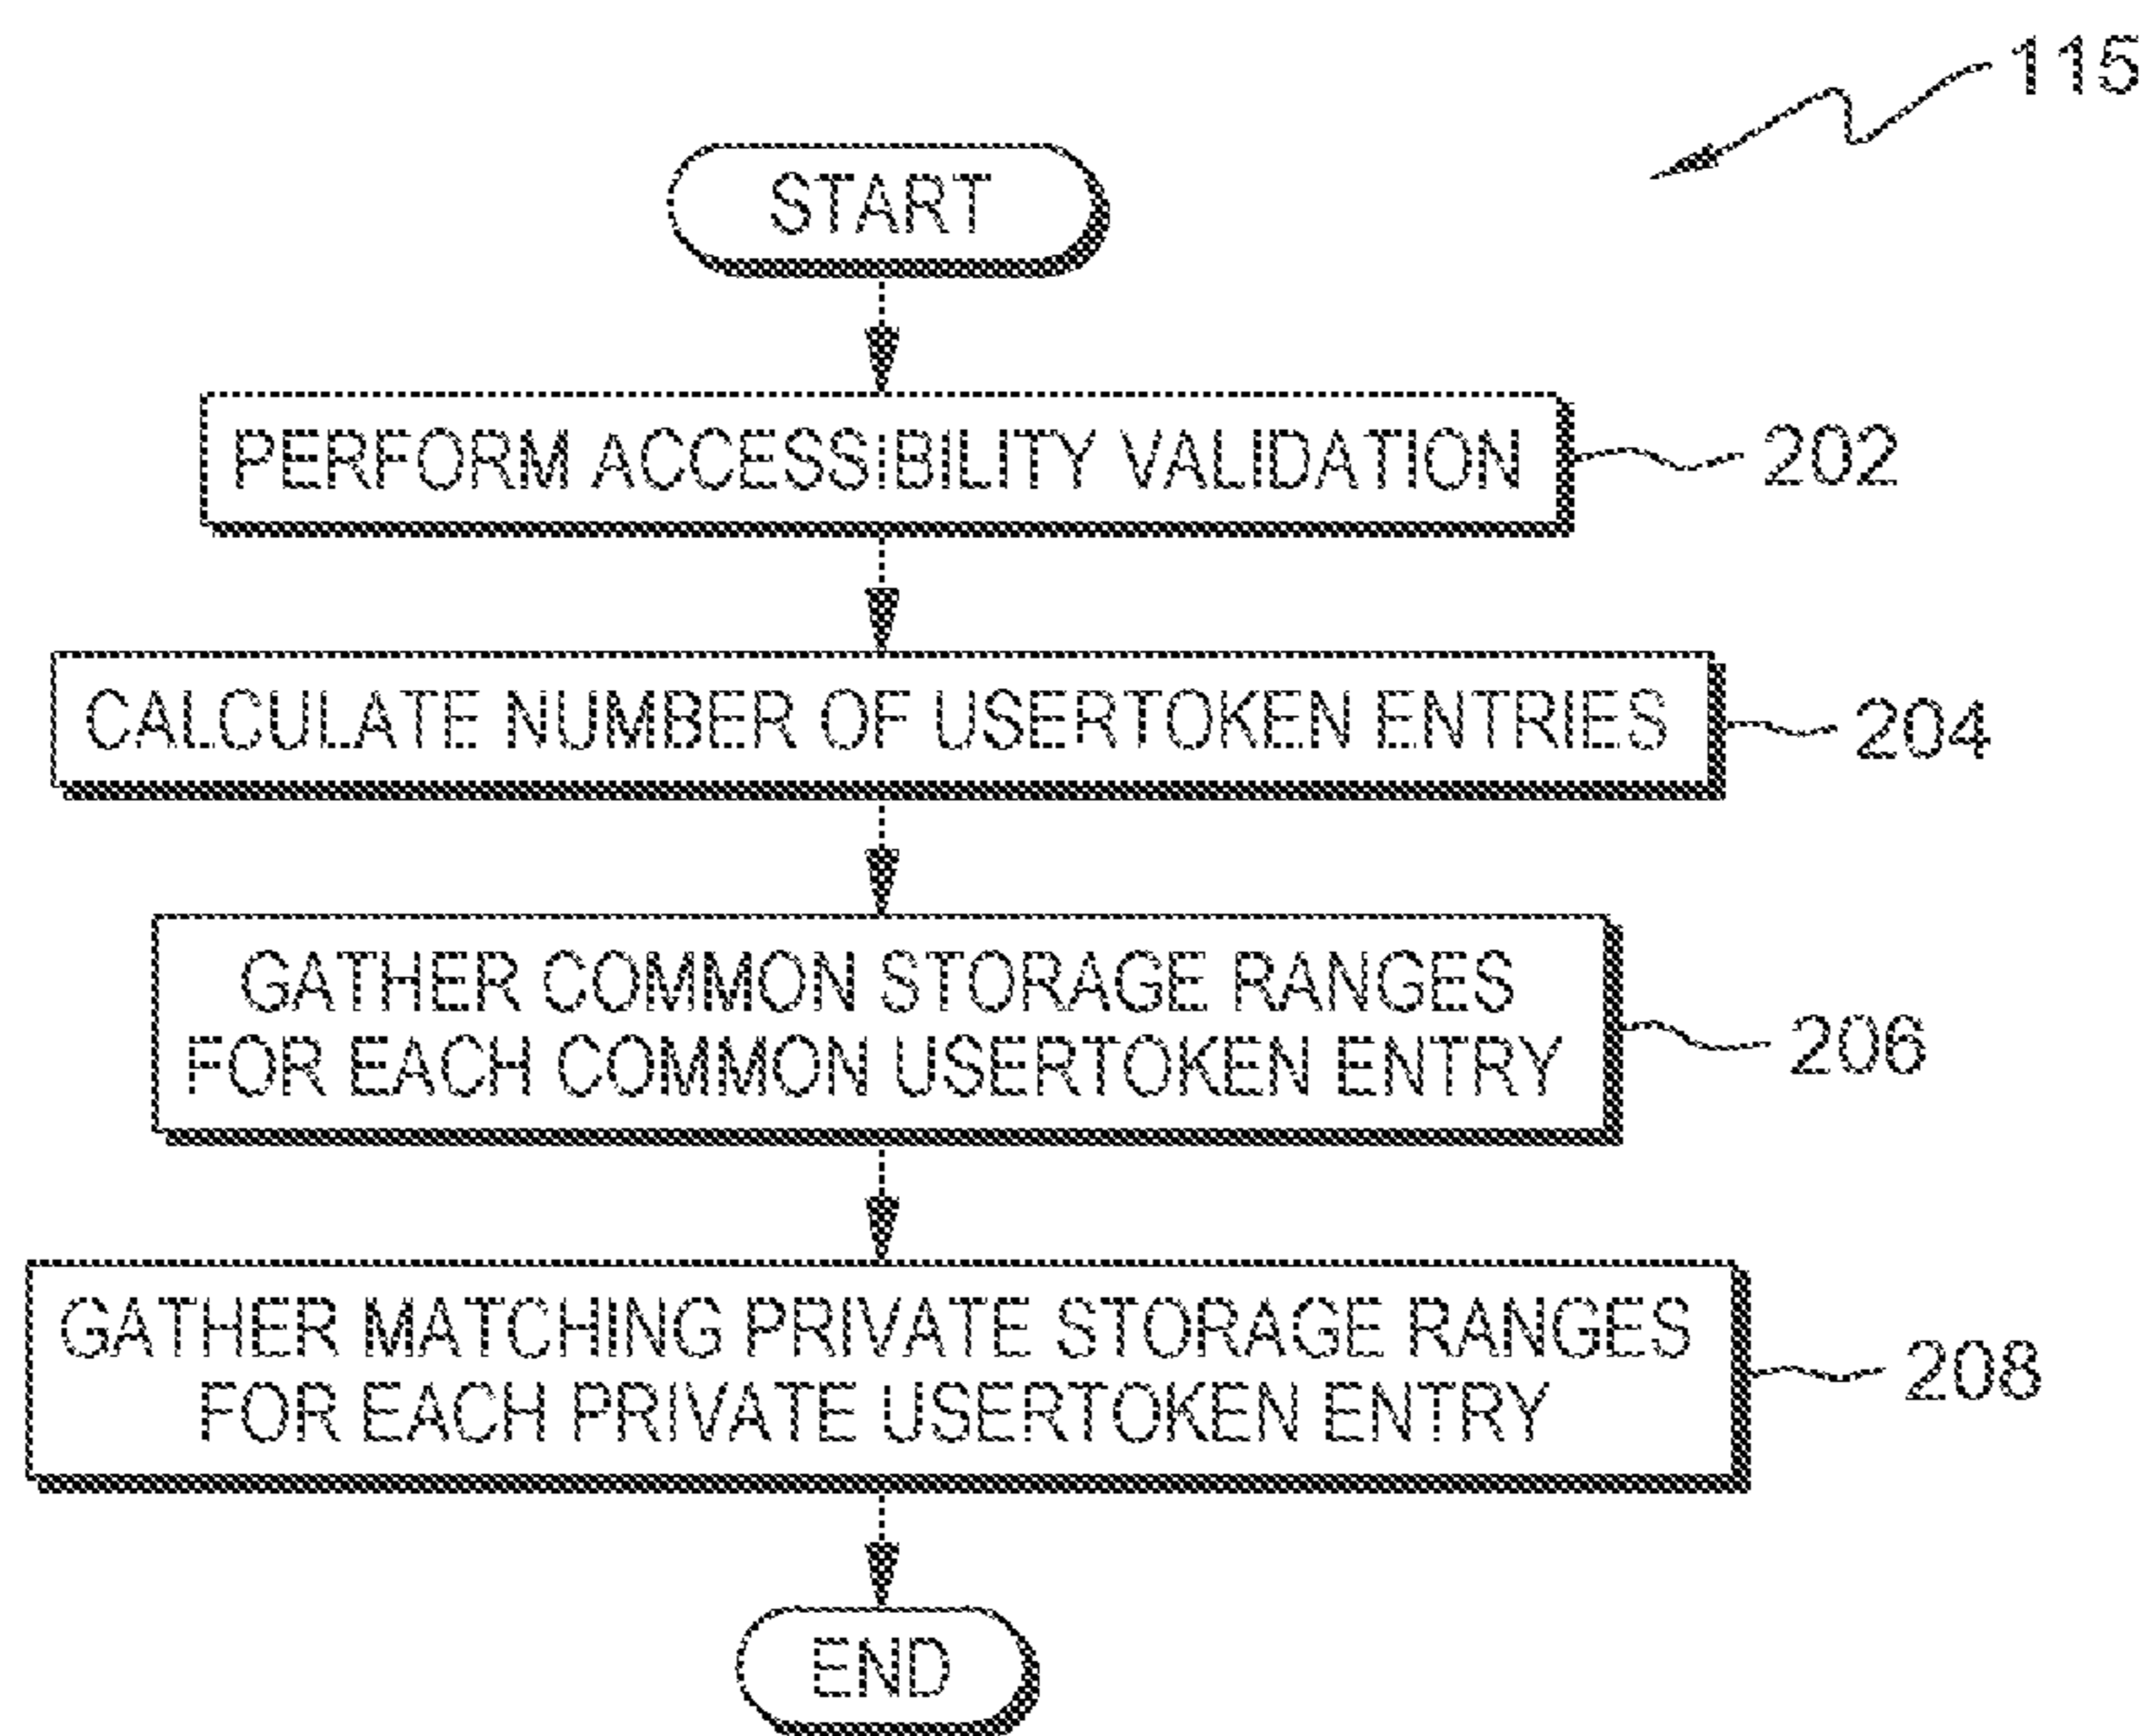 115
START
PERFORM ACCESSIBILITY VALIDATION
202
CALCULATE NUMBER OF USERTOKEN ENTRIES
204
GATHER COMMON STORAGE RANGES
FOR EACH COMMON USERTOKEN ENTRY
206
GATHER MATCHING PRIVATE STORAGE RANGES
FOR EACH PRIVATE USERTOKEN ENTRY
208
END